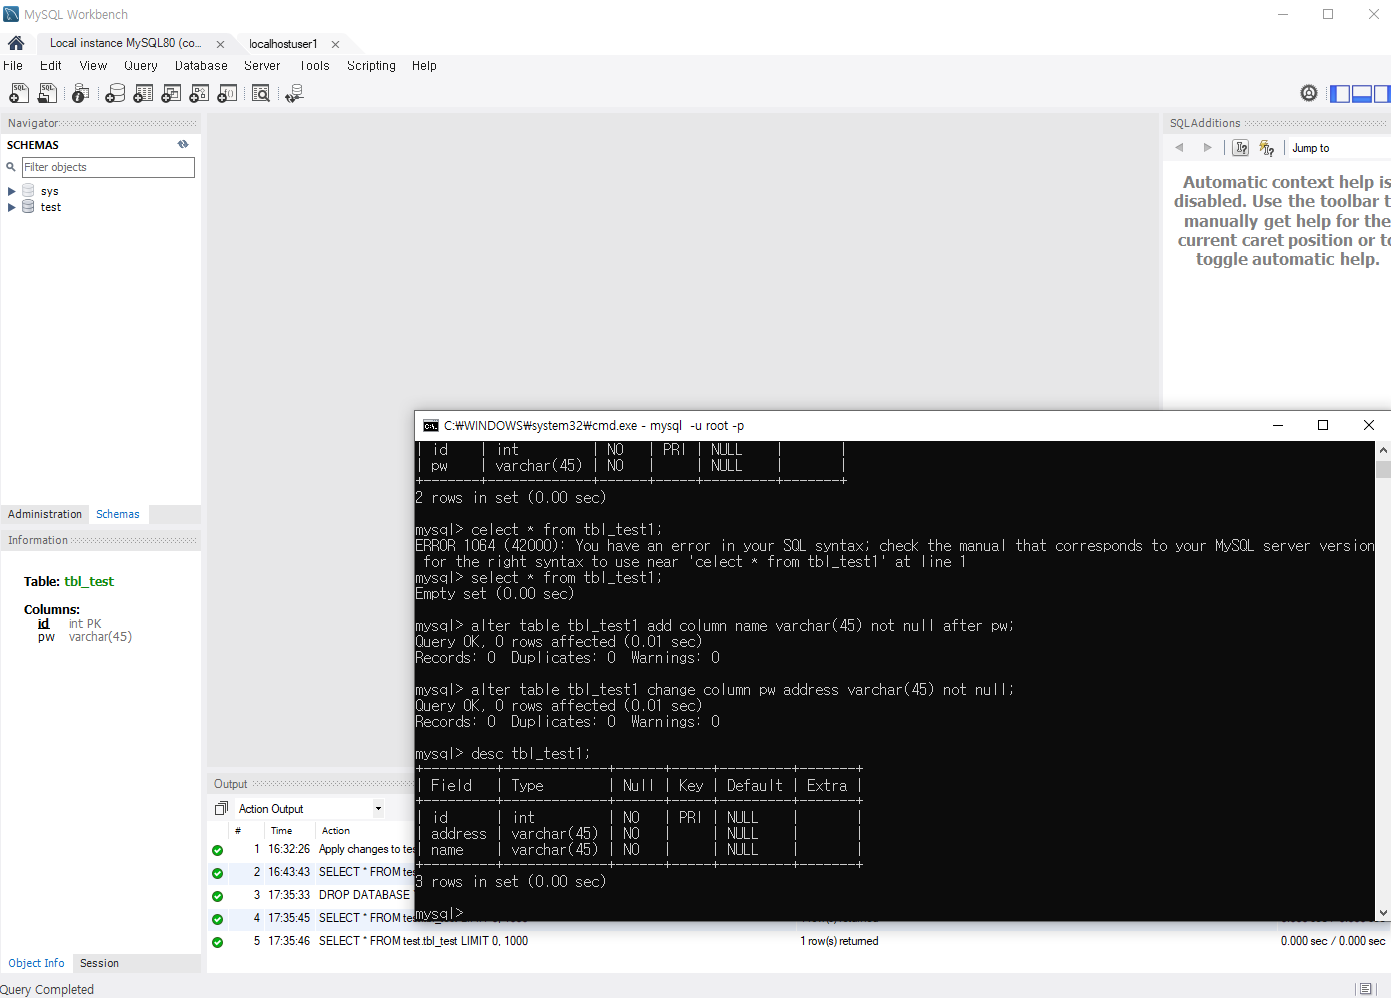 MySQL Workbench
Local instance MySQL80 (co...
localhostuser1
File Edit View Query Database Server Tools Scripting Help
Navigator
SCHEMAS
Filter objects
sys
test
Administration Schemas
Information
Table: tbl_test
Columns:
id int PK
pw varchar(45)
Object Info Session
Query Completed
SQLAdditions
Jump to
Automatic context help is
disabled. Use the toolbar t
manually get help for the
current caret position or to
toggle automatic help.
C:₩WINDOWS₩system32₩cmd.exe - mysql -u root -p
| id | int | NO | PRI | NULL | |
| pw | varchar(45) | NO | | NULL | |
+-------+-------------+------+-----+---------+-------+
2 rows in set (0.00 sec)
mysql> celect * from tbl_test1;
ERROR 1064 (42000): You have an error in your SQL syntax; check the manual that corresponds to your MySQL server version
for the right syntax to use near 'celect * from tbl_test1' at line 1
mysql> select * from tbl_test1;
Empty set (0.00 sec)
mysql> alter table tbl_test1 add column name varchar(45) not null after pw;
Query OK, 0 rows affected (0.01 sec)
Records: 0 Duplicates: 0 Warnings: 0
mysql> alter table tbl_test1 change column pw address varchar(45) not null;
Query OK, 0 rows affected (0.01 sec)
Records: 0 Duplicates: 0 Warnings: 0
mysql> desc tbl_test1;
+---------+-------------+------+-----+---------+-------+
| Field | Type | Null | Key | Default | Extra |
+---------+-------------+------+-----+---------+-------+
| id | int | NO | PRI | NULL | |
| address | varchar(45) | NO | | NULL | |
| name | varchar(45) | NO | | NULL | |
+---------+-------------+------+-----+---------+-------+
3 rows in set (0.00 sec)
mysql>
Output
Action Output
# Time Action
1 16:32:26 Apply changes to tes
2 16:43:43 SELECT * FROM tes
3 17:35:33 DROP DATABASE
4 17:35:45 SELECT * FROM tes
5 17:35:46 SELECT * FROM test.tbl_test LIMIT 0, 1000 1 row(s) returned 0.000 sec / 0.000 sec